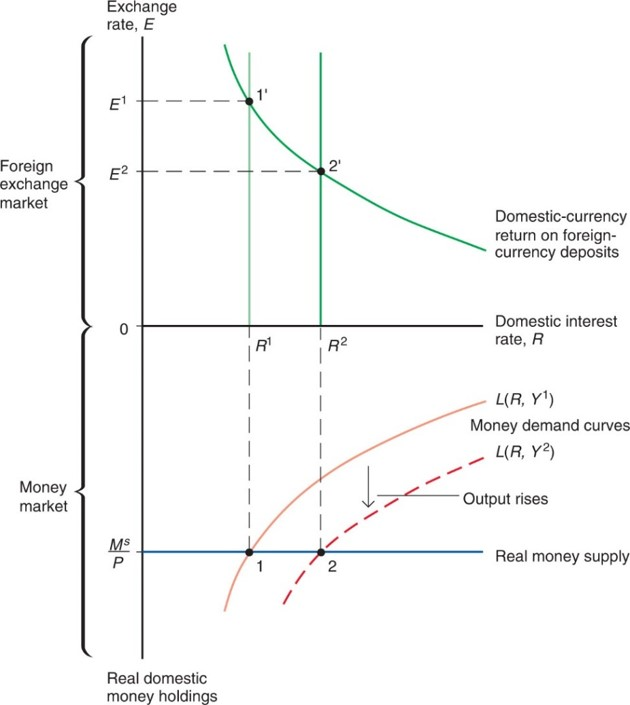 Exchange
rate, E
E¹
1'
E²
2'
Foreign
exchange
market
Domestic-currency
return on foreign-
currency deposits
0
Domestic interest
rate, R
R¹
R²
L(R, Y¹)
Money demand curves
L(R, Y²)
Money
market
Output rises
Mˢ
P
1
2
Real money supply
Real domestic
money holdings